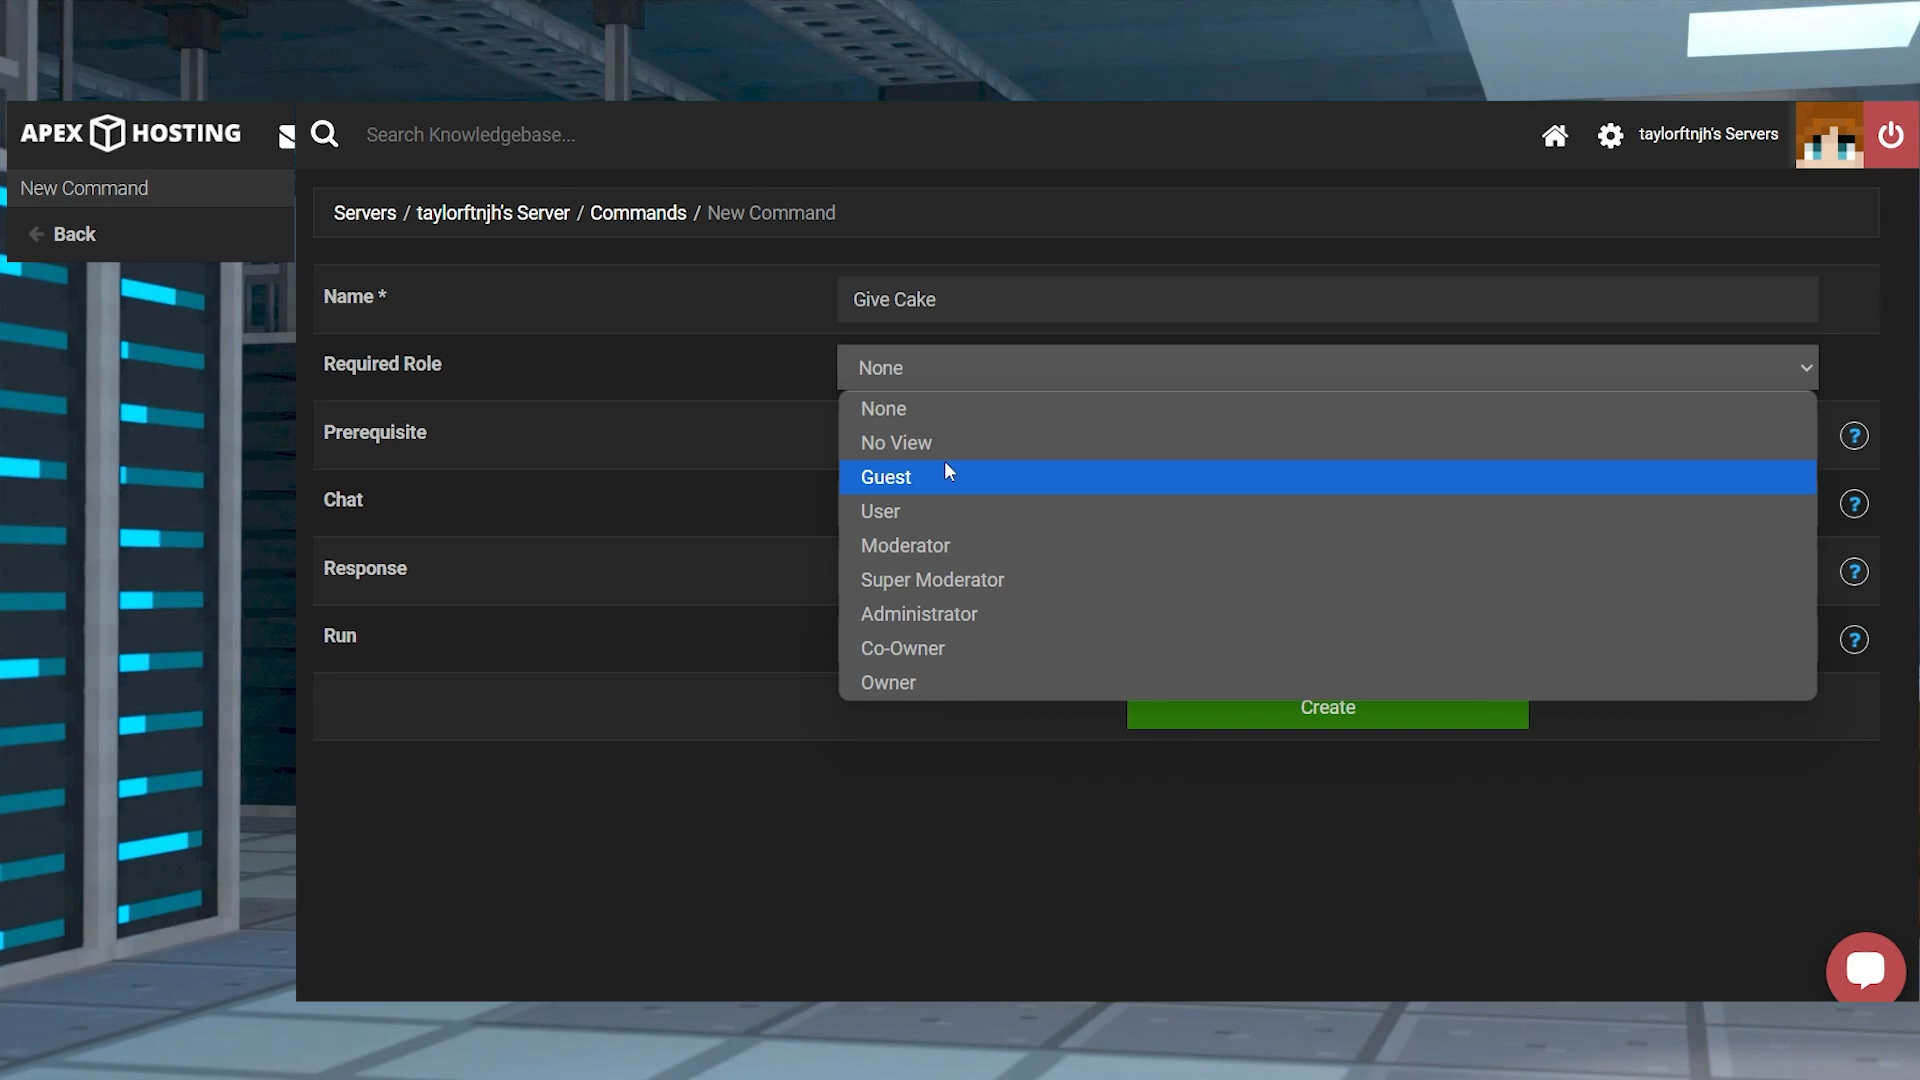 APEX HOSTING
Search Knowledgebase...
taylorftnjh's Servers
New Command
Back
Servers / taylorftnjh's Server / Commands / New Command
Name *
Give Cake
Required Role
None
None
No View
Guest
User
Moderator
Super Moderator
Administrator
Co-Owner
Owner
Prerequisite
?
Chat
?
Response
?
Run
?
Create